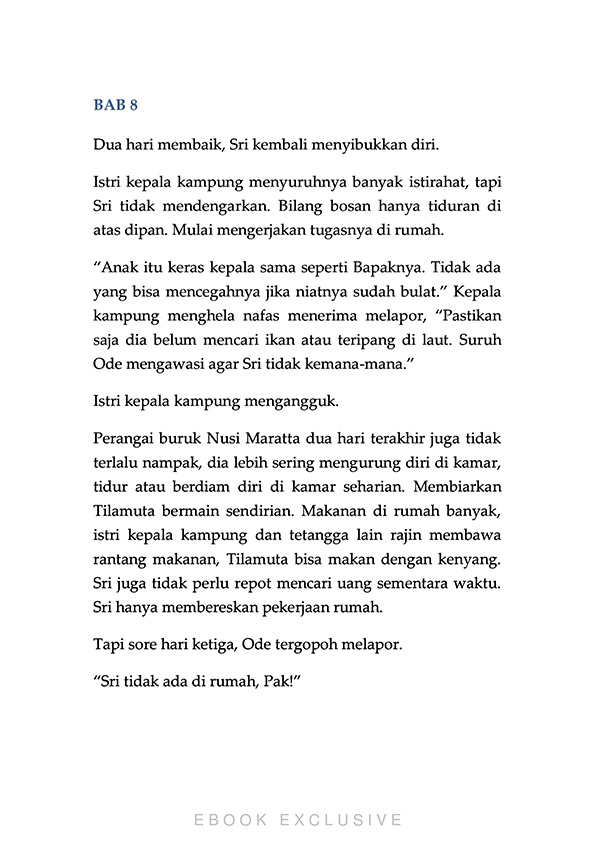 BAB 8
Dua hari membaik, Sri kembali menyibukkan diri.
Istri kepala kampung menyuruhnya banyak istirahat, tapi
Sri tidak mendengarkan. Bilang bosan hanya tiduran di
atas dipan. Mulai mengerjakan tugasnya di rumah.
“Anak itu keras kepala sama seperti Bapaknya. Tidak ada
yang bisa mencegahnya jika niatnya sudah bulat.” Kepala
kampung menghela nafas menerima melapor, “Pastikan
saja dia belum mencari ikan atau teripang di laut. Suruh
Ode mengawasi agar Sri tidak kemana-mana.”
Istri kepala kampung mengangguk.
Perangai buruk Nusi Maratta dua hari terakhir juga tidak
terlalu nampak, dia lebih sering mengurung diri di kamar,
tidur atau berdiam diri di kamar seharian. Membiarkan
Tilamuta bermain sendirian. Makanan di rumah banyak,
istri kepala kampung dan tetangga lain rajin membawa
rantang makanan, Tilamuta bisa makan dengan kenyang.
Sri juga tidak perlu repot mencari uang sementara waktu.
Sri hanya membereskan pekerjaan rumah.
Tapi sore hari ketiga, Ode tergopoh melapor.
“Sri tidak ada di rumah, Pak!”
EBOOK EXCLUSIVE